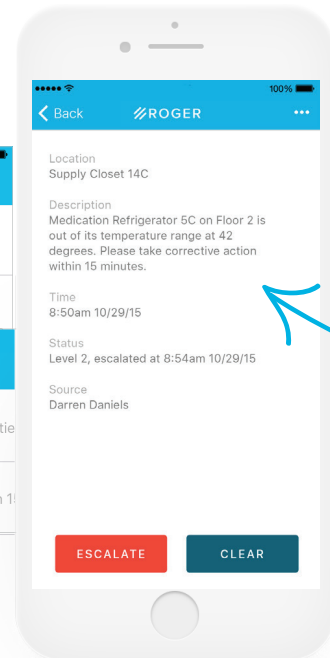 100%
Back
ROGER
Location
Supply Closet 14C
Description
Medication Refrigerator 5C on Floor 2 is
out of its temperature range at 42
degrees. Please take corrective action
within 15 minutes.
Time
8:50am 10/29/15
Status
Level 2, escalated at 8:54am 10/29/15
Source
Darren Daniels
ESCALATE
CLEAR